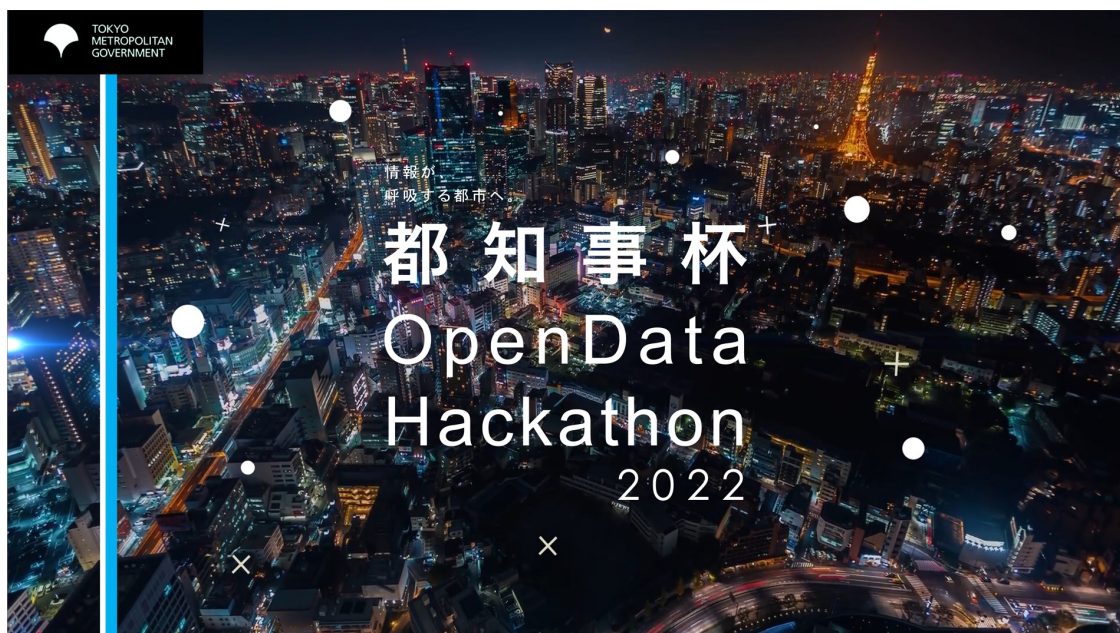 TOKYO
METROPOLITAN
GOVERNMENT
情報が
呼吸する都市へ。
都知事杯
OpenData
Hackathon
2022